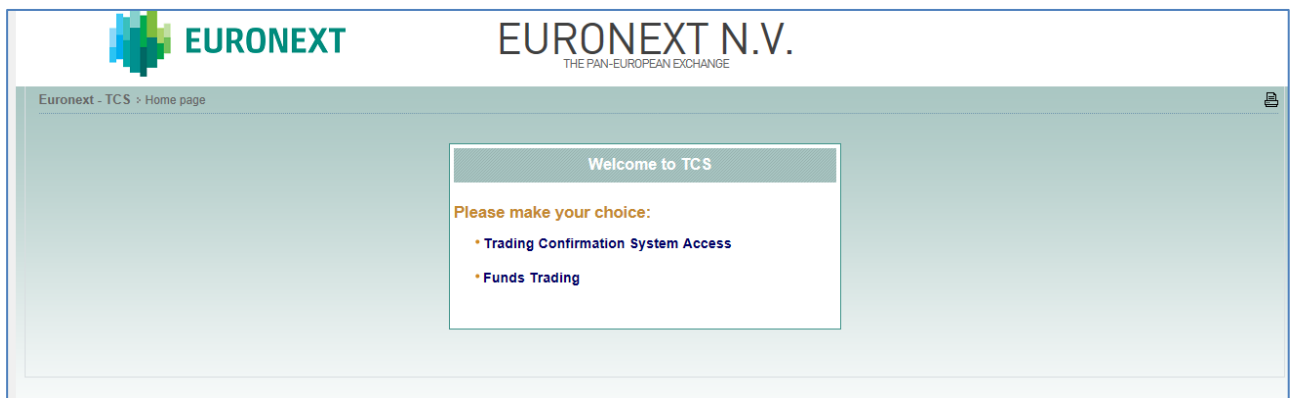 EURONEXT
EURONEXT N.V.
THE PAN-EUROPEAN EXCHANGE
Euronext - TCS > Home page
Welcome to TCS
Please make your choice:
Trading Confirmation System Access
Funds Trading